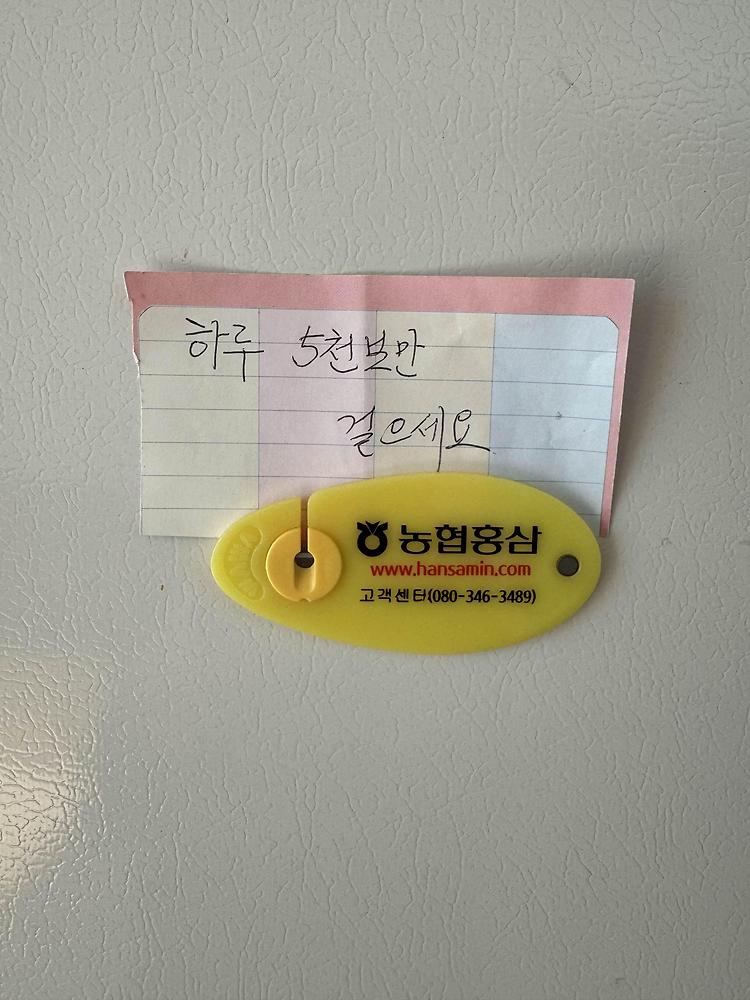 하루 5천보만
걸으세요
농협홍삼
www.hansamin.com
고객센터(080-346-3489)